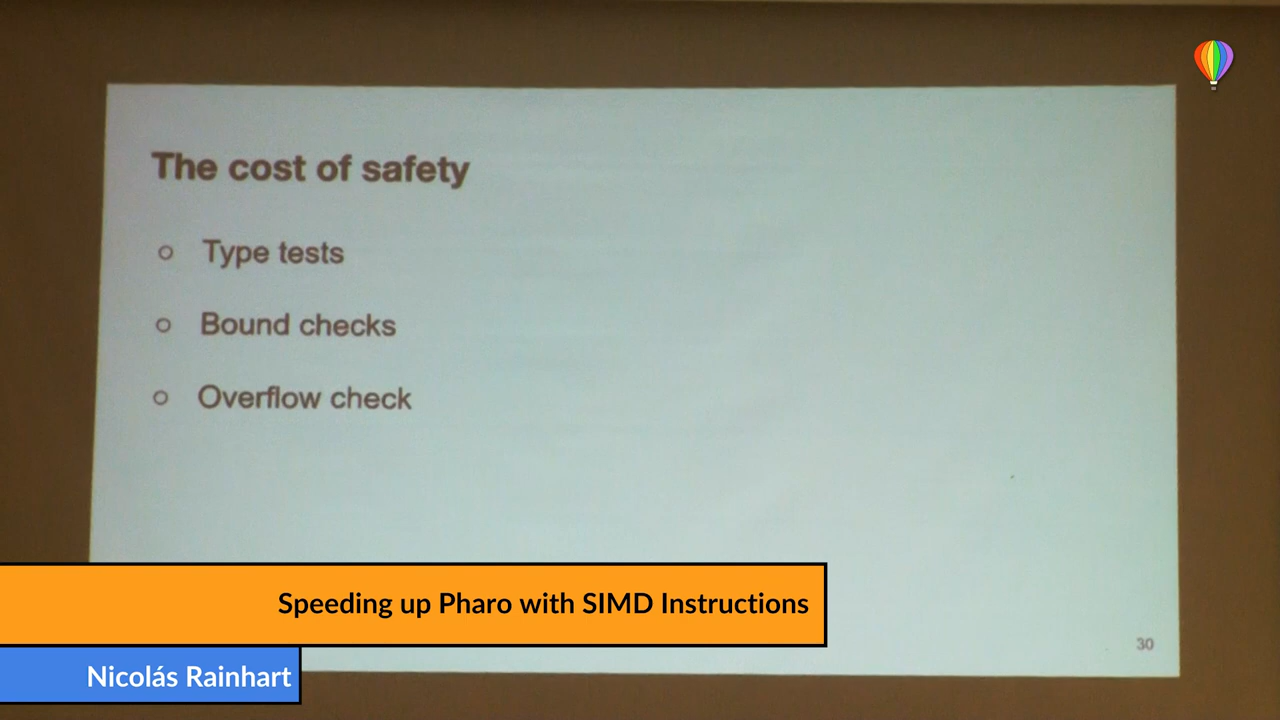 The cost of safety
Type tests
Bound checks
Overflow check
30
Speeding up Pharo with SIMD Instructions
Nicolás Rainhart